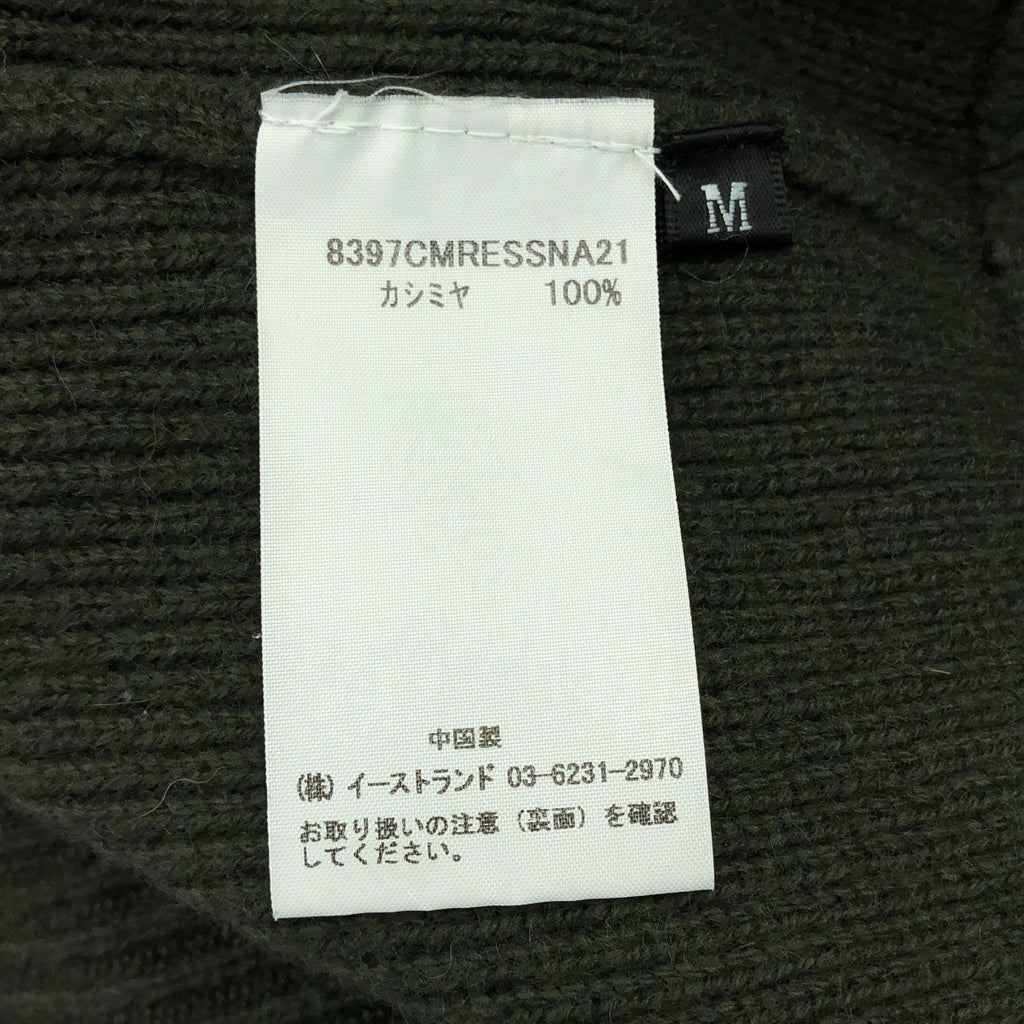 M
8397CMRESSNA21
カシミヤ 100%
中国製
(株) イーストランド 03-6231-2970
お取り扱いの注意（裏面）を確認
してください。